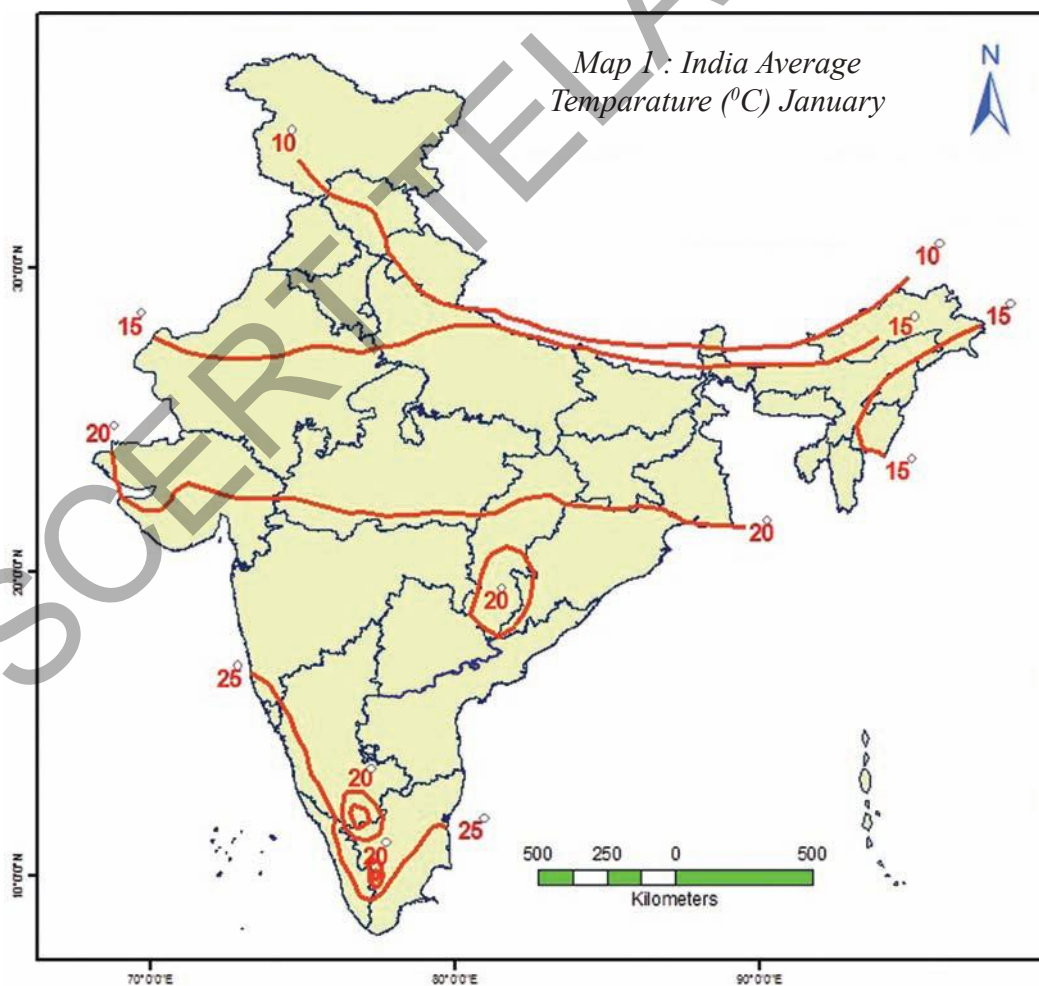 Map 1 : India Average
Temparature (⁰C) January
N
10°
10°
15°
15°
15°
15°
20°
20°
20°
25°
20°
20°
25°
30°0'0"N
20°0'0"N
10°0'0"N
500 250 0 500
Kilometers
70°0'0"E 80°0'0"E 90°0'0"E
SCERT TELA